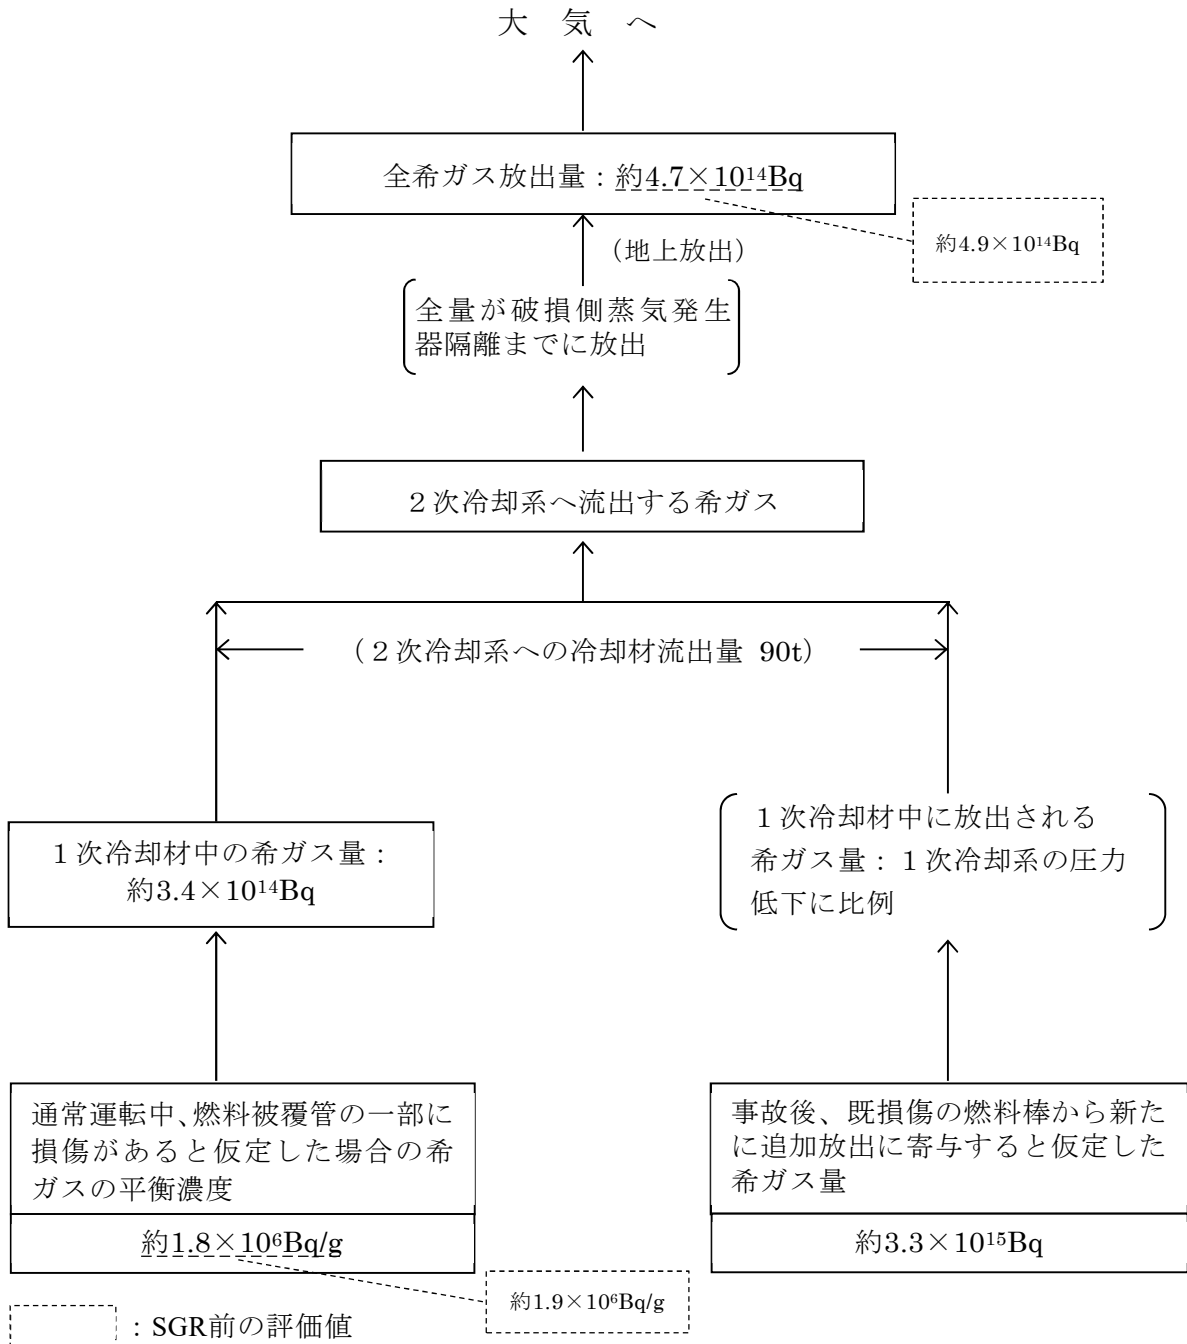 大 気 へ
全希ガス放出量：約4.7×10¹⁴Bq
約4.9×10¹⁴Bq
（地上放出）
全量が破損側蒸気発生
器隔離までに放出
２次冷却系へ流出する希ガス
（２次冷却系への冷却材流出量 90t）
１次冷却材中の希ガス量：
約3.4×10¹⁴Bq
１次冷却材中に放出される
希ガス量：１次冷却系の圧力
低下に比例
通常運転中、燃料被覆管の一部に
損傷があると仮定した場合の希
ガスの平衡濃度
約1.8×10⁶Bq/g
事故後、既損傷の燃料棒から新た
に追加放出に寄与すると仮定した
希ガス量
約3.3×10¹⁵Bq
約1.9×10⁶Bq/g
：SGR前の評価値